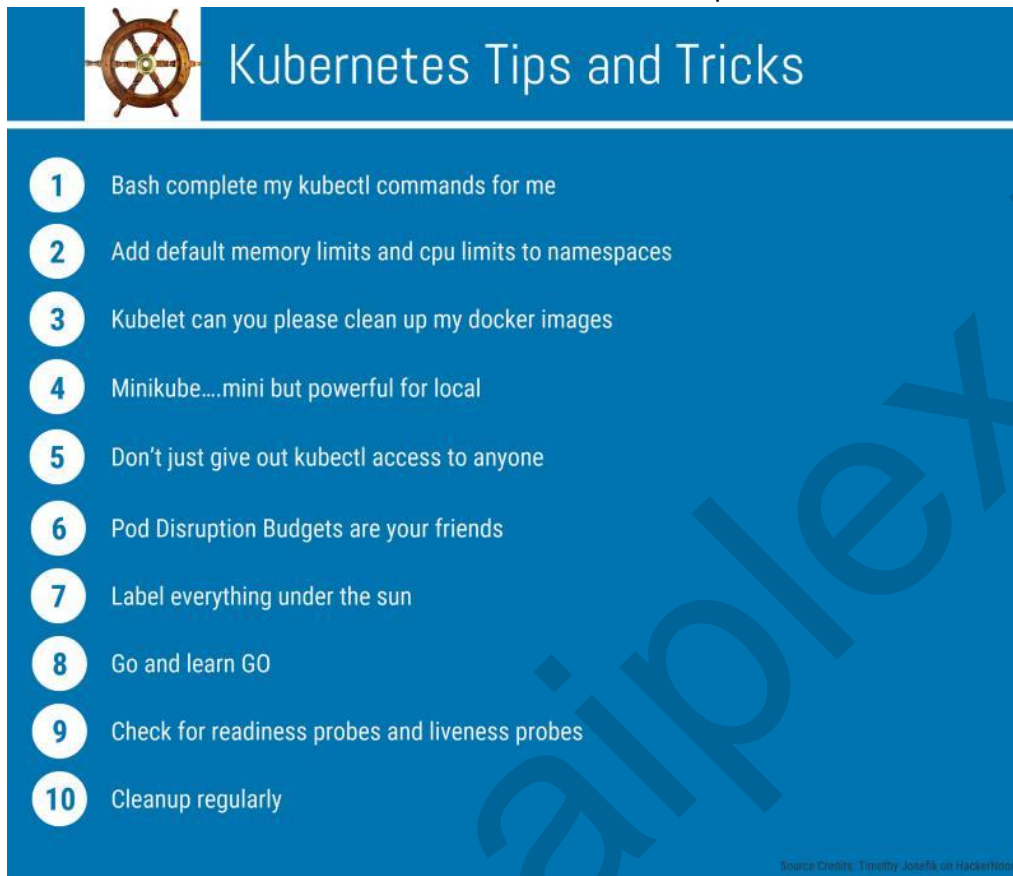 Kubernetes Tips and Tricks
1 Bash complete my kubectl commands for me
2 Add default memory limits and cpu limits to namespaces
3 Kubelet can you please clean up my docker images
4 Minikube....mini but powerful for local
5 Don't just give out kubectl access to anyone
6 Pod Disruption Budgets are your friends
7 Label everything under the sun
8 Go and learn GO
9 Check for readiness probes and liveness probes
10 Cleanup regularly
aiplex
Source Credits: Timothy Josefik on HackerNoon